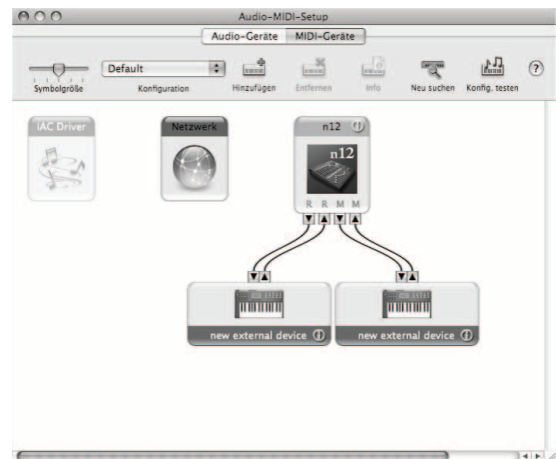 Audio-MIDI-Setup
Audio-Geräte MIDI-Geräte
Default
Symbolgröße Konfiguration Hinzufügen Entfernen Info Neu suchen Konfig. testen ?
IAC Driver Netzwerk n12 i
n12
R R M M
new external device i new external device i